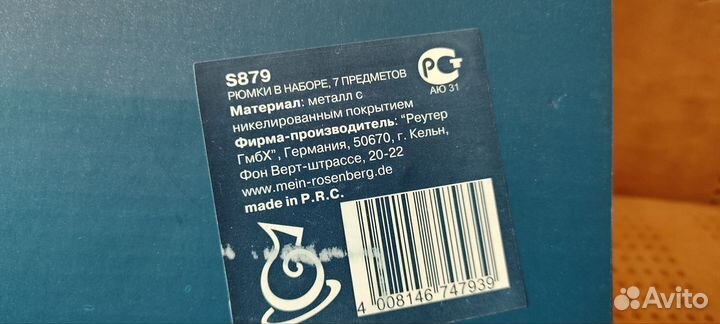 S879
РЮМКИ В НАБОРЕ, 7 ПРЕДМЕТОВ
Материал: металл с
никелированным покрытием
Фирма-производитель: “Реутер
ГмбХ”, Германия, 50670, г. Кельн,
Фон Верт-штрассе, 20-22
www.mein-rosenberg.de
made in P.R.C.
РСТ
АЮ 31
4 008146 747939
Avito